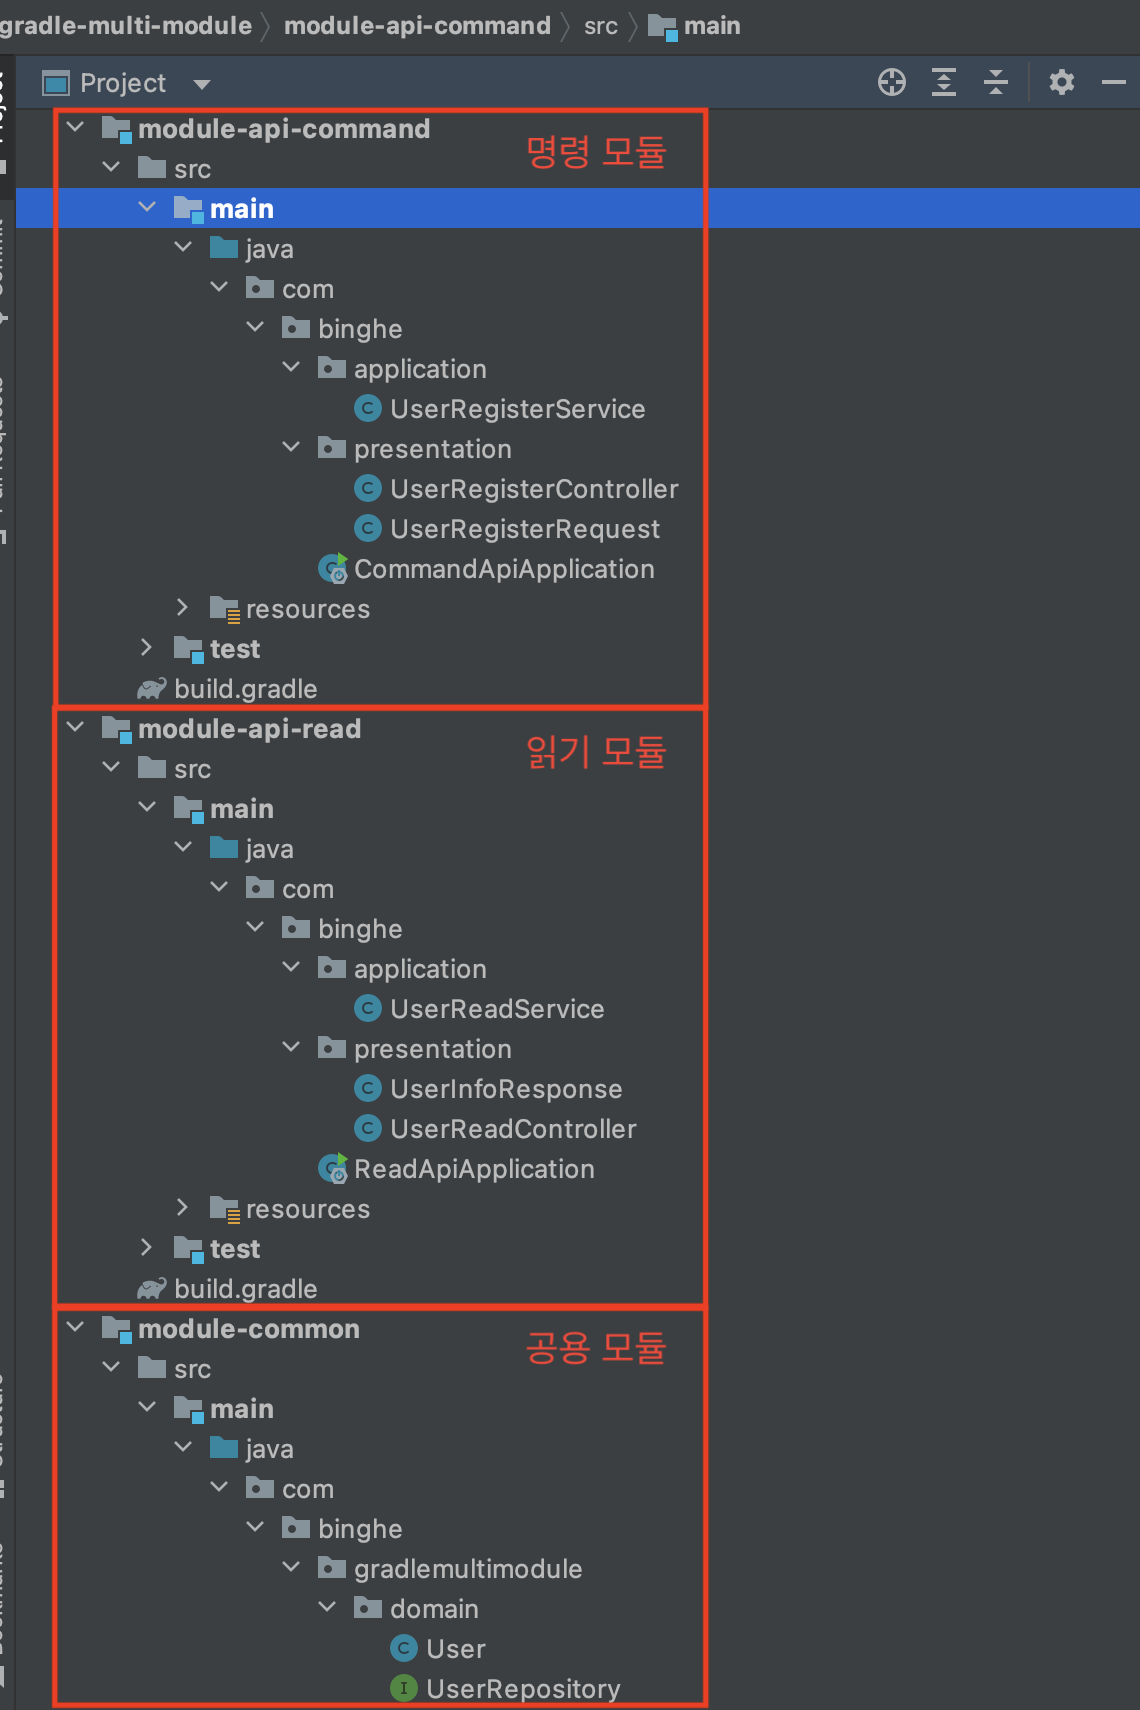 gradle-multi-module 〉 module-api-command 〉 src 〉 main
Project
module-api-command
명령 모듈
src
main
java
com
binghe
application
UserRegisterService
presentation
UserRegisterController
UserRegisterRequest
CommandApiApplication
resources
test
build.gradle
module-api-read
읽기 모듈
src
main
java
com
binghe
application
UserReadService
presentation
UserInfoResponse
UserReadController
ReadApiApplication
resources
test
build.gradle
module-common
공용 모듈
src
main
java
com
binghe
gradlemultimodule
domain
User
UserRepository